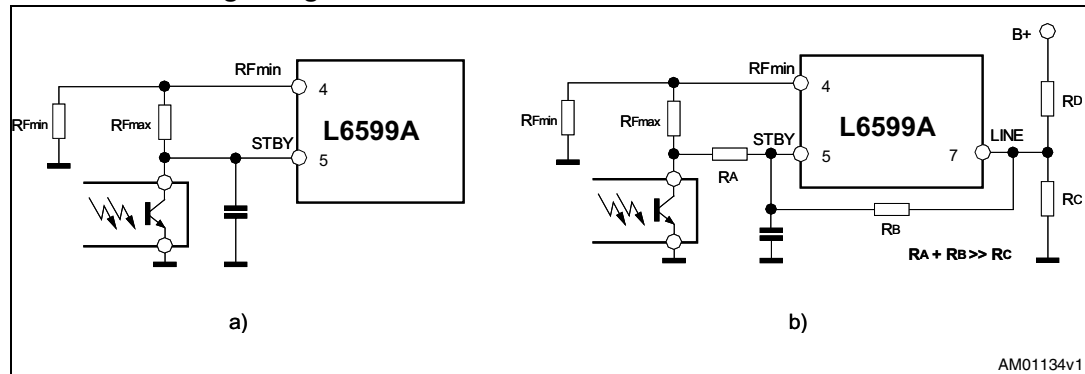 RFmin
4
RFmin
RFmax
L6599A
STBY
5
a)
B+
RFmin
4
RD
RFmin
RFmax
L6599A
LINE
STBY
5
7
RA
RC
RB
RA + RB >> RC
b)
AM01134v1